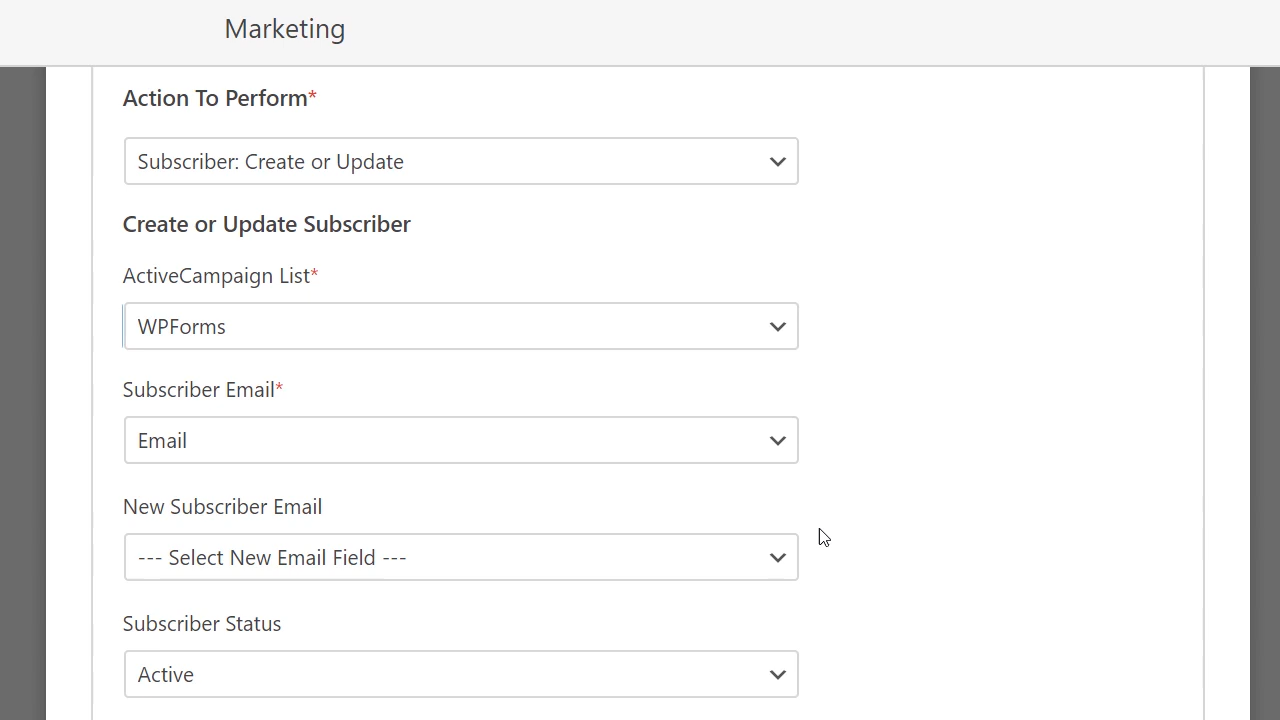 Marketing
Action To Perform*
Subscriber: Create or Update
Create or Update Subscriber
ActiveCampaign List*
WPForms
Subscriber Email*
Email
New Subscriber Email
--- Select New Email Field ---
Subscriber Status
Active